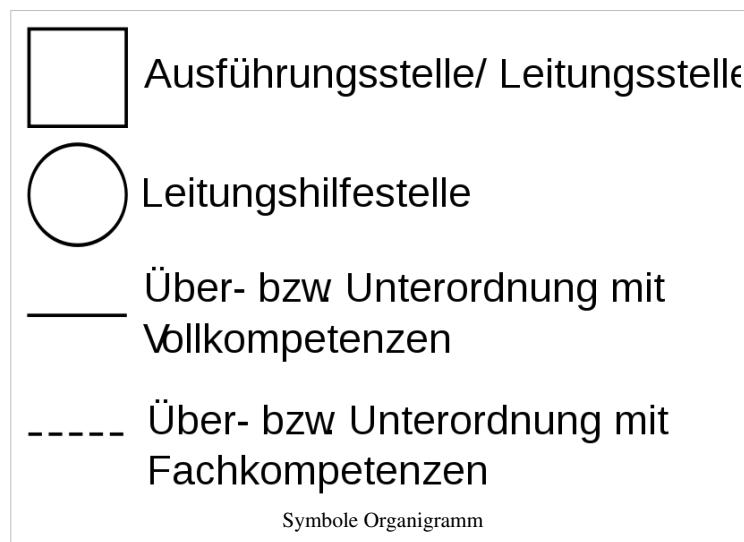 Ausführungsstelle/ Leitungsstelle
Leitungshilfestelle
Über- bzw. Unterordnung mit
Vollkompetenzen
Über- bzw. Unterordnung mit
Fachkompetenzen
Symbole Organigramm